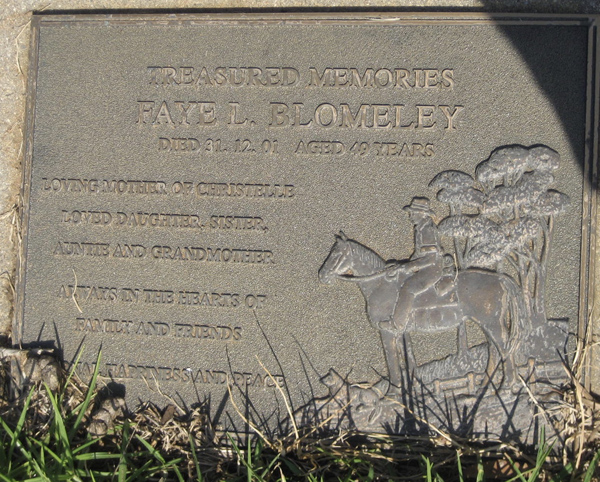 TREASURED MEMORIES
FAYE L. BLOMELEY
DIED 31. 12. 01 AGED 49 YEARS
LOVING MOTHER OF CHRISTELLE
LOVED DAUGHTER, SISTER,
AUNTIE AND GRANDMOTHER
ALWAYS IN THE HEARTS OF
FAMILY AND FRIENDS
HAPPINESS AND PEACE